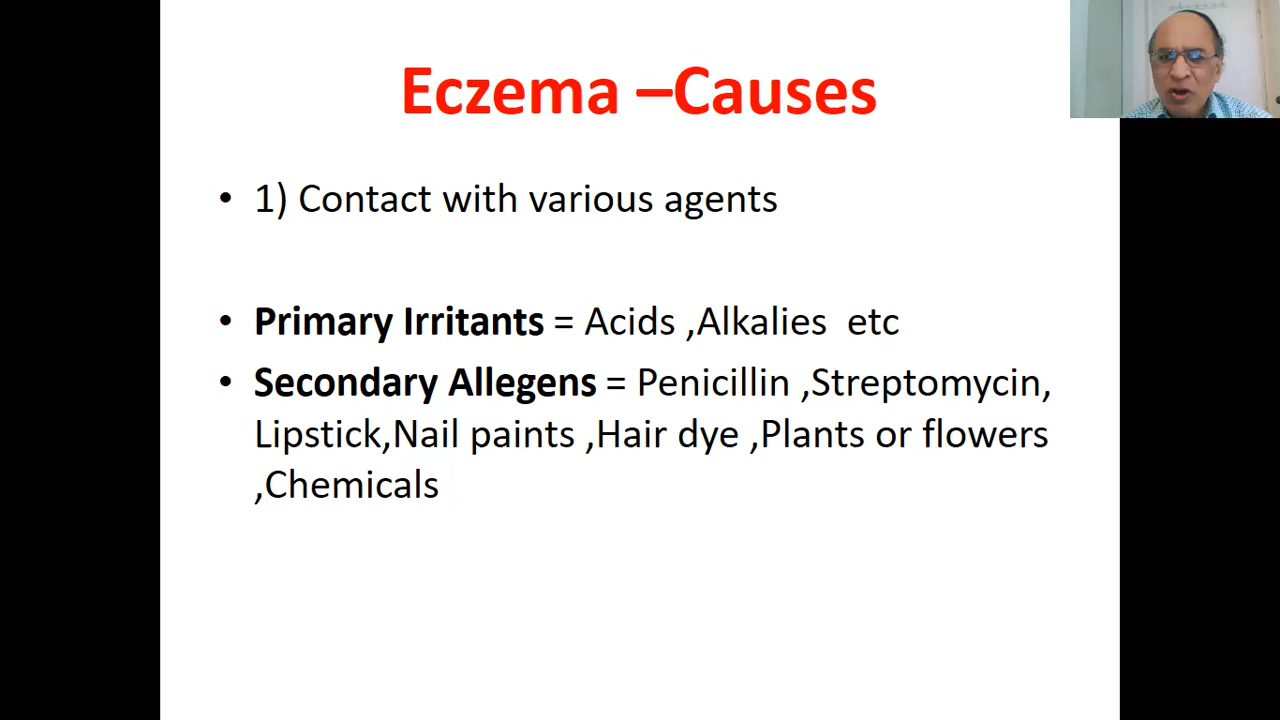 Eczema –Causes
• 1) Contact with various agents
• Primary Irritants = Acids ,Alkalies  etc
• Secondary Allegens = Penicillin ,Streptomycin,
Lipstick,Nail paints ,Hair dye ,Plants or flowers
,Chemicals